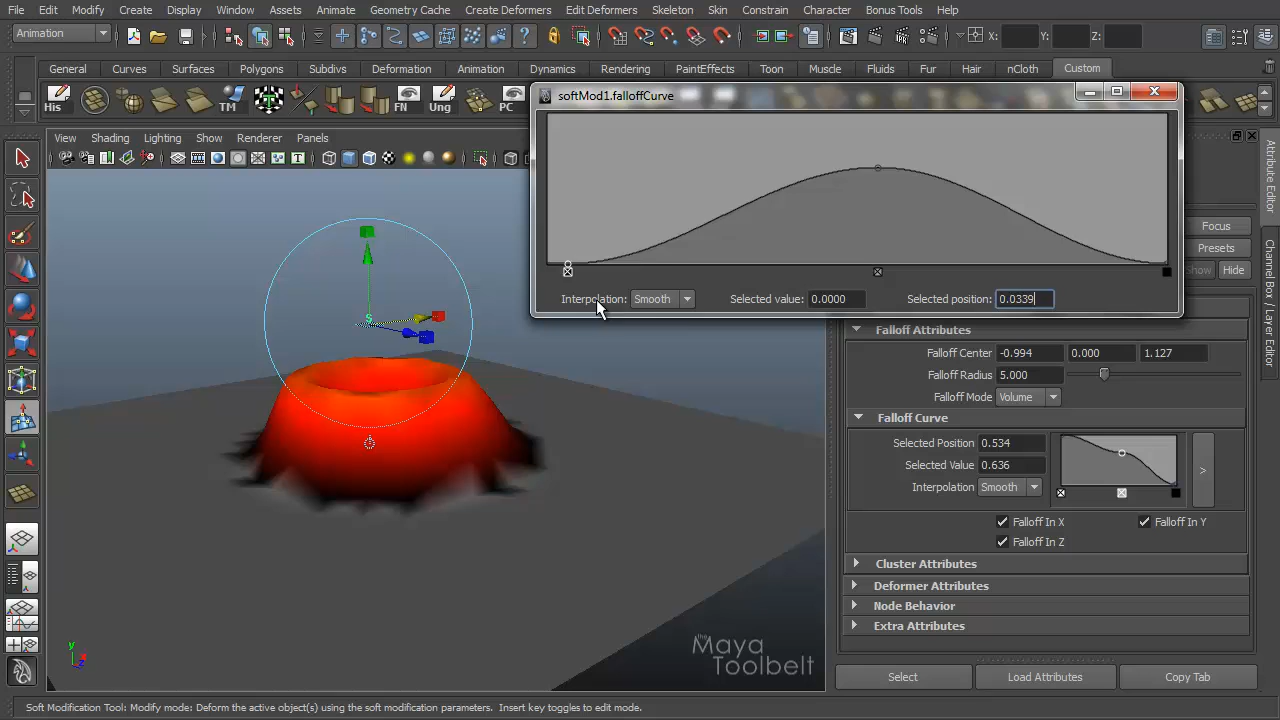 File Edit Modify Create Display Window Assets Animate Geometry Cache Create Deformers Edit Deformers Skeleton Skin Constrain Character Bonus Tools Help
Animation X: Y: Z:
General Curves Surfaces Polygons Subdivs Deformation Animation Dynamics Rendering PaintEffects Toon Muscle Fluids Fur Hair nCloth Custom
His TM FN Ung PC
softMod1.falloffCurve
View Shading Lighting Show Renderer Panels
Interpolation: Smooth Selected value: 0.0000 Selected position: 0.0339
Attribute Editor
Channel Box / Layer Editor
Focus
Presets
Show Hide
Falloff Attributes
Falloff Center -0.994 0.000 1.127
Falloff Radius 5.000
Falloff Mode Volume
Falloff Curve
Selected Position 0.534
Selected Value 0.636
Interpolation Smooth
>
Falloff In X Falloff In Y
Falloff In Z
Cluster Attributes
Deformer Attributes
Node Behavior
Extra Attributes
S
y
x
z
the
Maya
Toolbelt
Select Load Attributes Copy Tab
Soft Modification Tool: Modify mode: Deform the active object(s) using the soft modification parameters. Insert key toggles to edit mode.